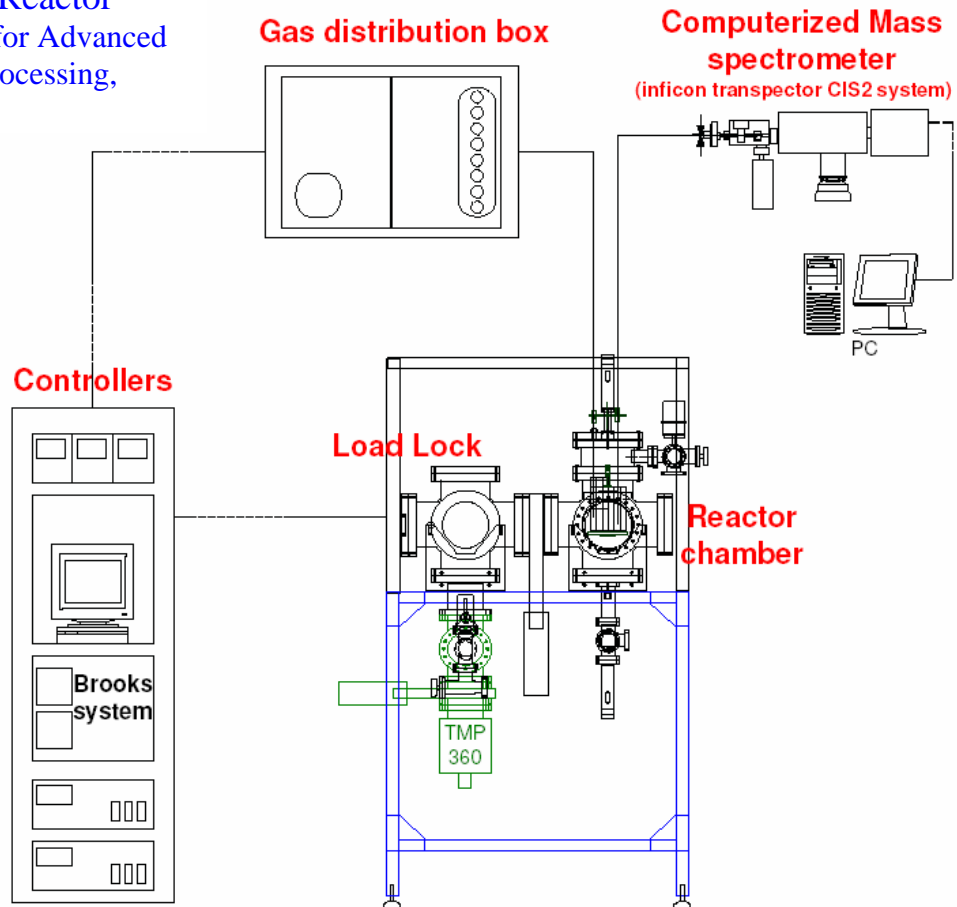 Reactor
for Advanced
ocessing,
Gas distribution box
Computerized Mass
spectrometer
(inficon transpector CIS2 system)
PC
Controllers
Load Lock
Reactor
chamber
Brooks
system
TMP
360